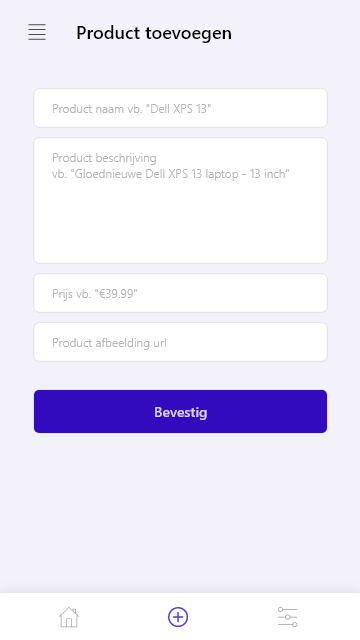 Product toevoegen
Product naam vb. "Dell XPS 13"
Product beschrijving
vb. "Gloednieuwe Dell XPS 13 laptop - 13 inch"
Prijs vb. "€39.99"
Product afbeelding url
Bevestig